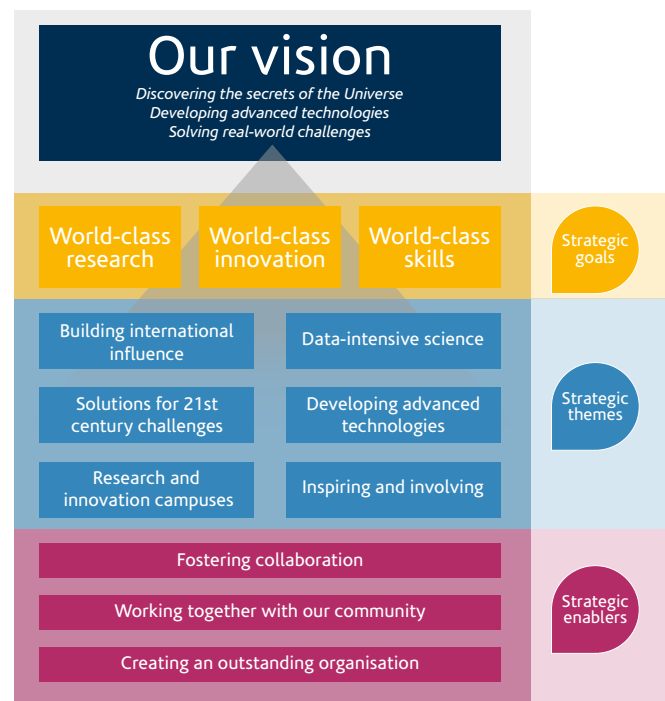 Our vision
Discovering the secrets of the Universe
Developing advanced technologies
Solving real-world challenges
World-class
research
World-class
innovation
World-class
skills
Strategic
goals
Building international
influence
Data-intensive science
Solutions for 21st
century challenges
Developing advanced
technologies
Strategic
themes
Research and
innovation campuses
Inspiring and involving
Fostering collaboration
Working together with our community
Creating an outstanding organisation
Strategic
enablers